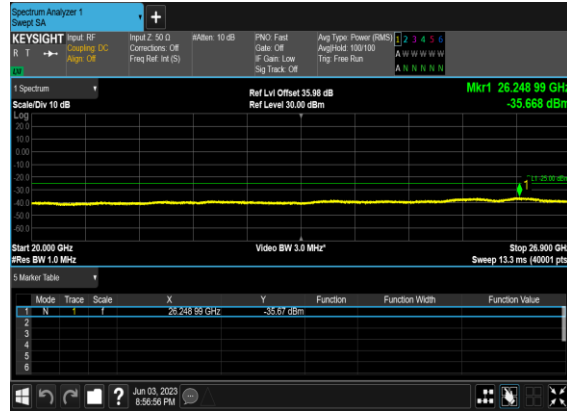 Spectrum Analyzer 1
Swept SA
+
KEYSIGHT
R T
Input: RF
Coupling: DC
Align: Off
Input Z: 50 Ω
Corrections: Off
Freq Ref: Int (S)
#Atten: 10 dB
PNO: Fast
Gate: Off
IF Gain: Low
Sig Track: Off
Avg Type: Power (RMS)
Avg|Hold: 100/100
Trig: Free Run
1 2 3 4 5 6
A W W W W W
A N N N N N
1 Spectrum
Scale/Div 10 dB
Ref Lvl Offset 35.98 dB
Ref Level 30.00 dBm
Mkr1 26.248 99 GHz
-35.668 dBm
Log
20.0
10.0
0.00
-10.0
-20.0
-30.0
-40.0
-50.0
-60.0
1
Start 20.000 GHz
#Res BW 1.0 MHz
Video BW 3.0 MHz*
Stop 26.900 GHz
Sweep 13.3 ms (40001 pts)
5 Marker Table
Mode Trace Scale X Y Function Function Width Function Value
1 N 1 f 26.248 99 GHz -35.67 dBm
2
3
4
5
6
?
Jun 03, 2023
8:56:56 PM